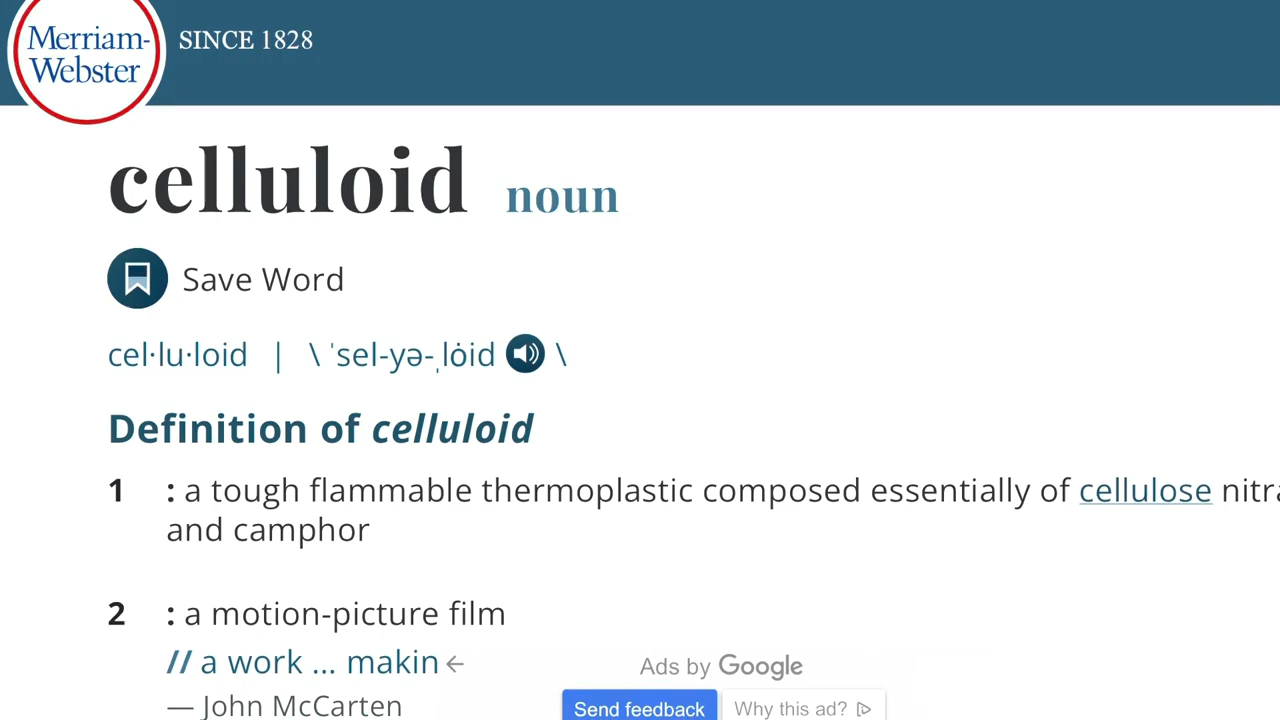 Merriam-
Webster
SINCE 1828
celluloid noun
Save Word
cel·lu·loid | \ ˈsel-yə-ˌlȯid \
Definition of celluloid
1 : a tough flammable thermoplastic composed essentially of cellulose nitra
and camphor
2 : a motion-picture film
// a work ... makin
— John McCarten
Ads by Google
Send feedback
Why this ad?